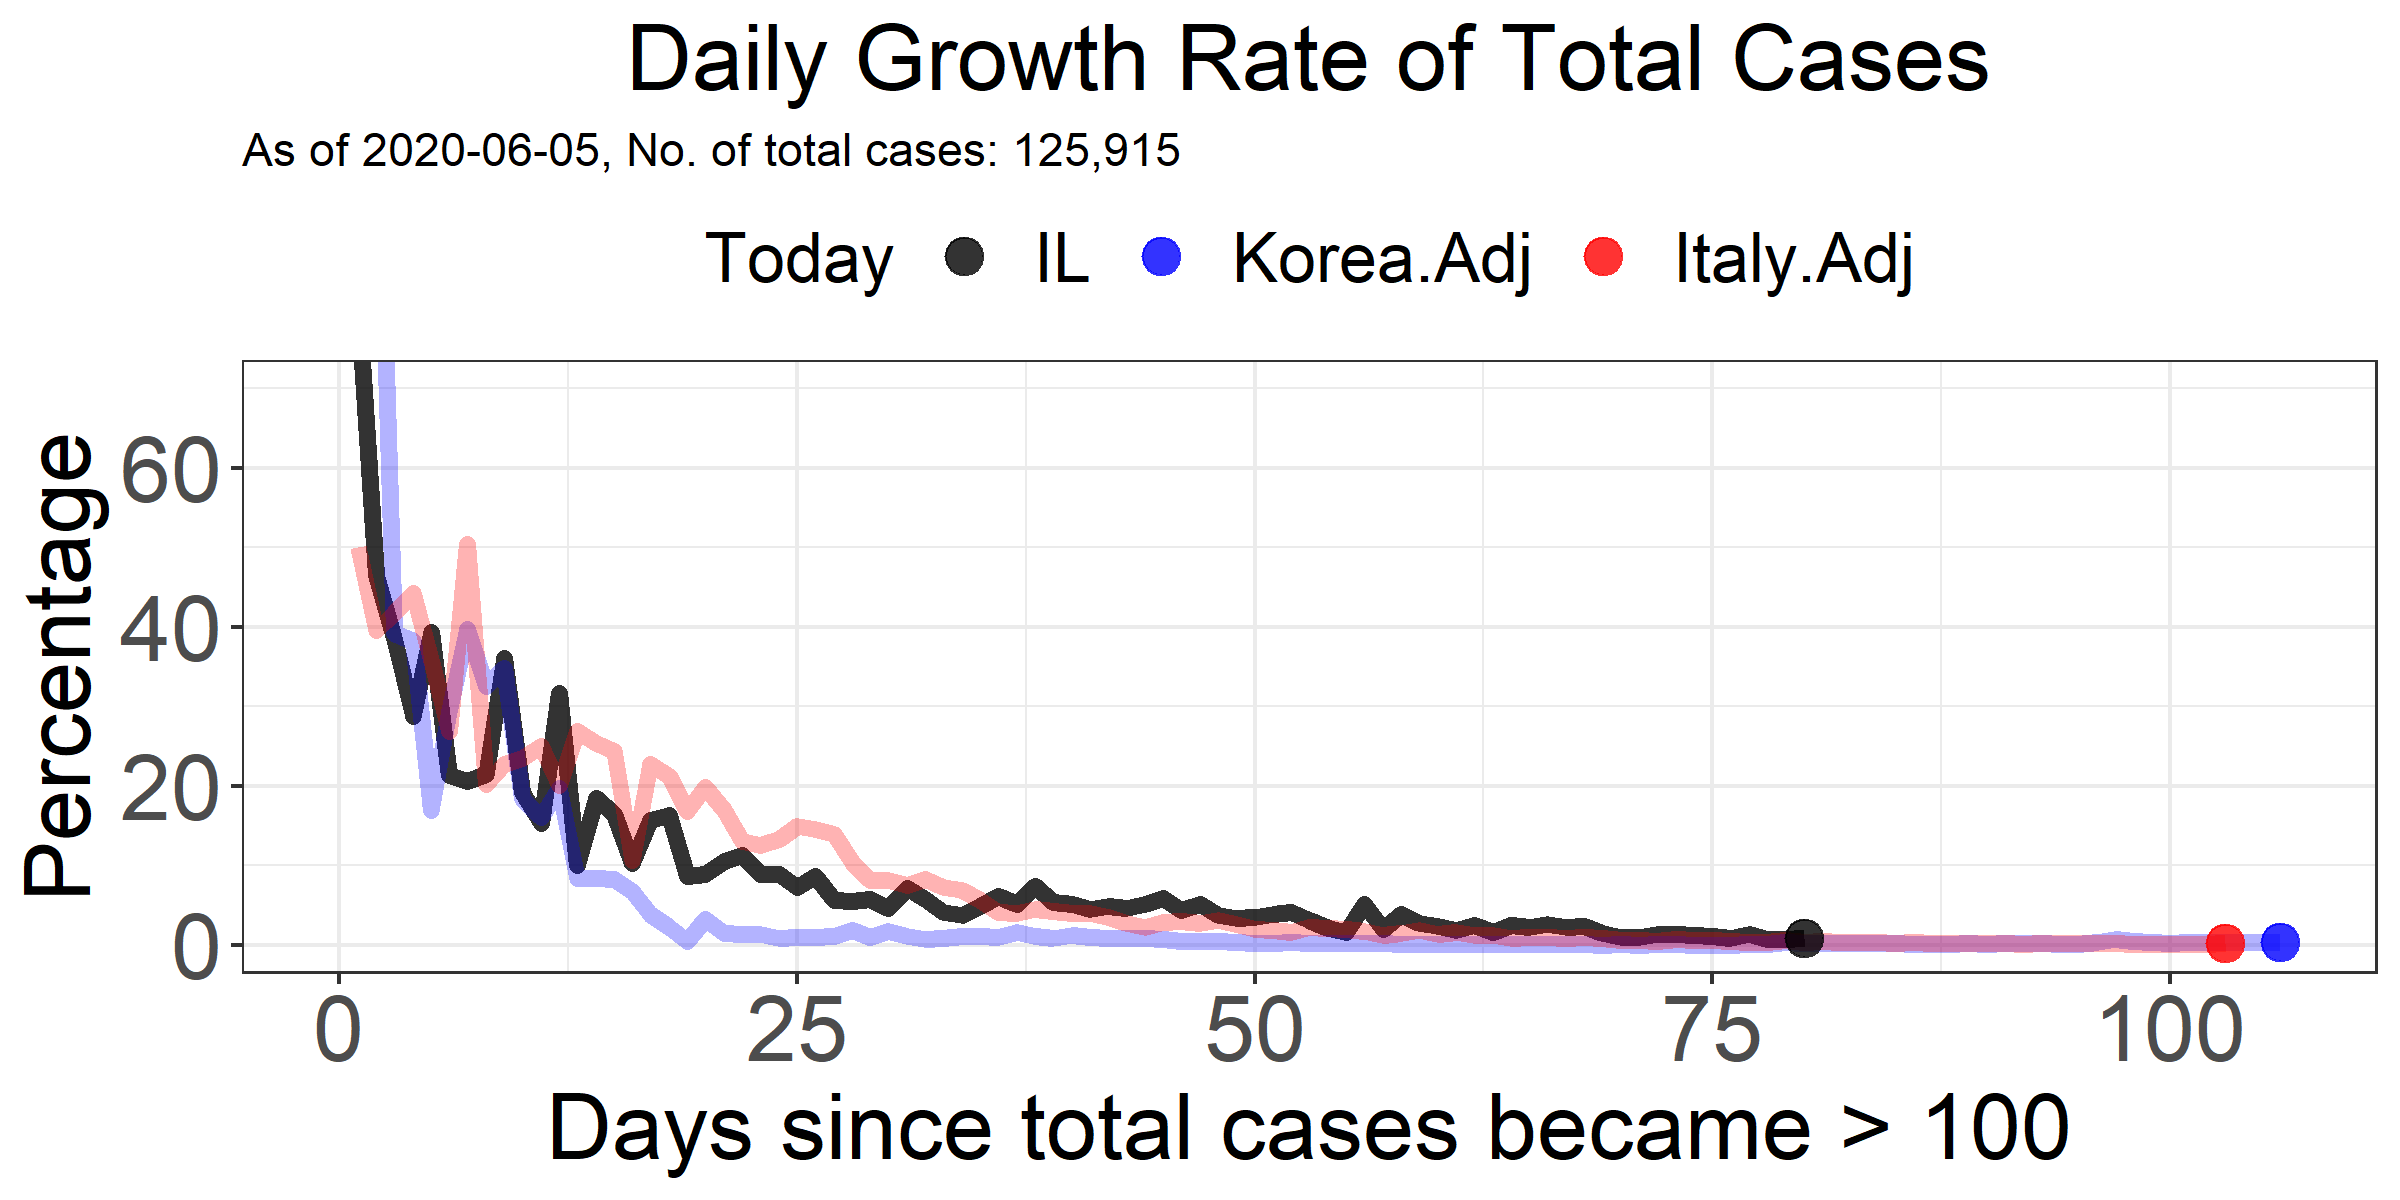 Daily Growth Rate of Total Cases
As of 2020-06-05, No. of total cases: 125,915
Today IL Korea.Adj Italy.Adj
Percentage
60
40
20
0
0 25 50 75 100
Days since total cases became > 100